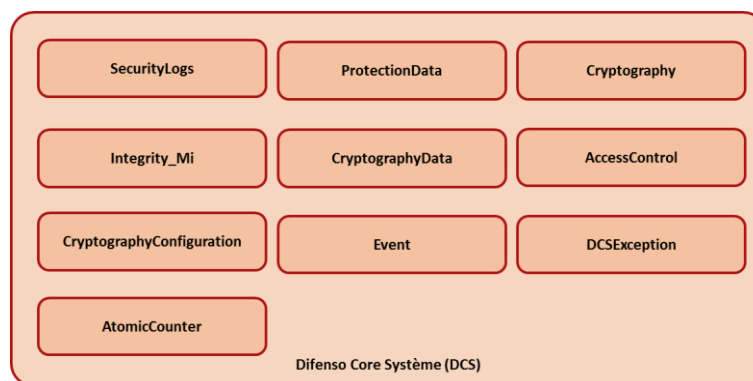 SecurityLogs
ProtectionData
Cryptography
Integrity_Mi
CryptographyData
AccessControl
CryptographyConfiguration
Event
DCSException
AtomicCounter
Difenso Core Système (DCS)